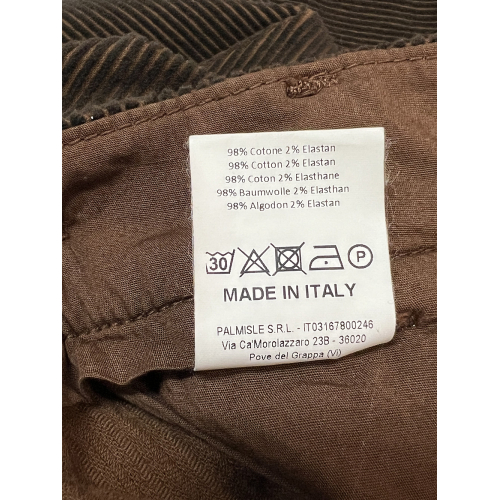 98% Cotone 2% Elastan
98% Cotton 2% Elastan
98% Coton 2% Elasthane
98% Baumwolle 2% Elasthan
98% Algodon 2% Elastan
30 P
MADE IN ITALY
PALMISLE S.R.L. - IT03167800246
Via Ca'Morolazzaro 23B - 36020
Pove del Grappa (Vi)